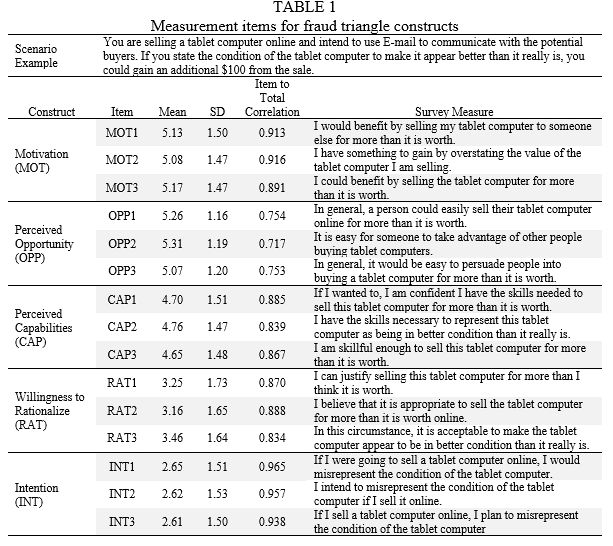 TABLE 1
Measurement items for fraud triangle constructs
Scenario Example
You are selling a tablet computer online and intend to use E-mail to communicate with the potential
buyers. If you state the condition of the tablet computer to make it appear better than it really is, you
could gain an additional $100 from the sale.
Construct Item Mean SD Item to Total Correlation Survey Measure
Motivation (MOT)
MOT1 5.13 1.50 0.913 I would benefit by selling my tablet computer to someone
else for more than it is worth.
MOT2 5.08 1.47 0.916 I have something to gain by overstating the value of the
tablet computer I am selling.
MOT3 5.17 1.47 0.891 I could benefit by selling the tablet computer for more
than it is worth.
Perceived Opportunity (OPP)
OPP1 5.26 1.16 0.754 In general, a person could easily sell their tablet computer
online for more than it is worth.
OPP2 5.31 1.19 0.717 It is easy for someone to take advantage of other people
buying tablet computers.
OPP3 5.07 1.20 0.753 In general, it would be easy to persuade people into
buying a tablet computer for more than it is worth.
Perceived Capabilities (CAP)
CAP1 4.70 1.51 0.885 If I wanted to, I am confident I have the skills needed to
sell this tablet computer for more than it is worth.
CAP2 4.76 1.47 0.839 I have the skills necessary to represent this tablet
computer as being in better condition than it really is.
CAP3 4.65 1.48 0.867 I am skillful enough to sell this tablet computer for more
than it is worth.
Willingness to Rationalize (RAT)
RAT1 3.25 1.73 0.870 I can justify selling this tablet computer for more than I
think it is worth.
RAT2 3.16 1.65 0.888 I believe that it is appropriate to sell the tablet computer
for more than it is worth online.
RAT3 3.46 1.64 0.834 In this circumstance, it is acceptable to make the tablet
computer appear to be in better condition than it really is.
Intention (INT)
INT1 2.65 1.51 0.965 If I were going to sell a tablet computer online, I would
misrepresent the condition of the tablet computer.
INT2 2.62 1.53 0.957 I intend to misrepresent the condition of the tablet
computer if I sell it online.
INT3 2.61 1.50 0.938 If I sell a tablet computer online, I plan to misrepresent
the condition of the tablet computer